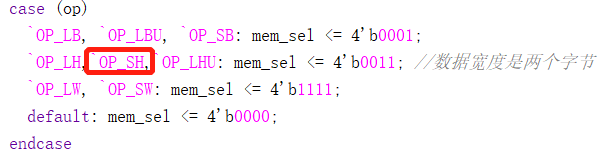 case (op)
`OP_LB, `OP_LBU, `OP_SB: mem_sel <= 4'b0001;
`OP_LH,`OP_SH,`OP_LHU: mem_sel <= 4'b0011; //数据宽度是两个字节
`OP_LW, `OP_SW: mem_sel <= 4'b1111;
default: mem_sel <= 4'b0000;
endcase